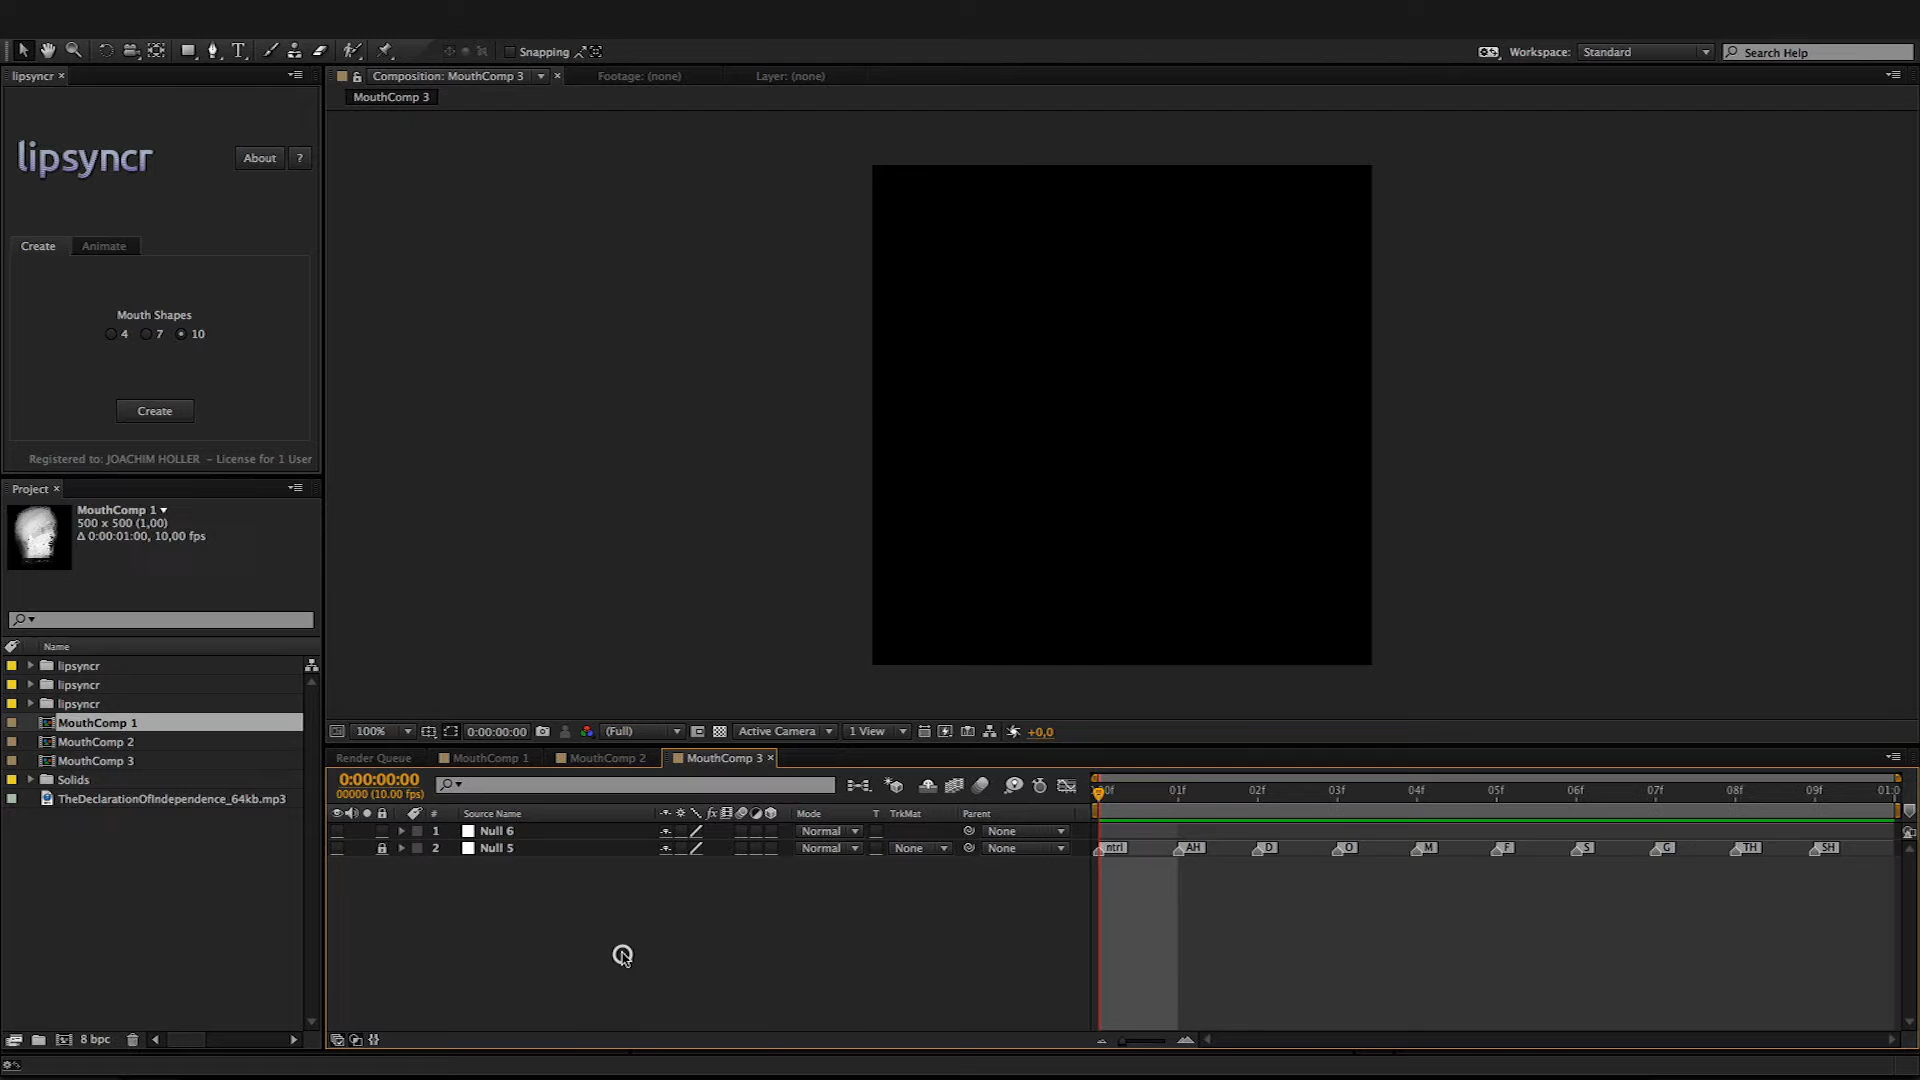 Snapping
Workspace: Standard
Search Help
lipsyncr
Composition: MouthComp 3
Footage: (none)
Layer: (none)
MouthComp 3
lipsyncr
About
?
Create
Animate
Mouth Shapes
4 7 10
Create
Registered to: JOACHIM HOLLER – License for 1 User
Project
MouthComp 1
500 x 500 (1,00)
Δ 0:00:01:00, 10,00 fps
Name
lipsyncr
lipsyncr
lipsyncr
MouthComp 1
MouthComp 2
MouthComp 3
Solids
TheDeclarationOfIndependence_64kb.mp3
8 bpc
100%
0:00:00:00
(Full)
Active Camera
1 View
+0,0
Render Queue
MouthComp 1
MouthComp 2
MouthComp 3
0:00:00:00
00000 (10.00 fps)
00f 01f 02f 03f 04f 05f 06f 07f 08f 09f 01:0
# Source Name fx Mode T TrkMat Parent
1 Null 6 Normal None
2 Null 5 Normal None None
ntrl AH D O M F S G TH SH